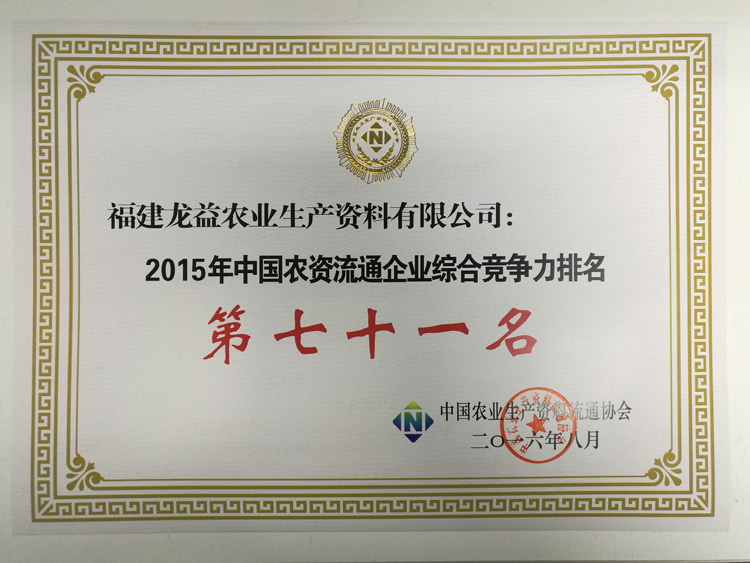 N
福建龙益农业生产资料有限公司：
2015年中国农资流通企业综合竞争力排名
第七十一名
N
中国农业生产资料流通协会
二〇一六年八月